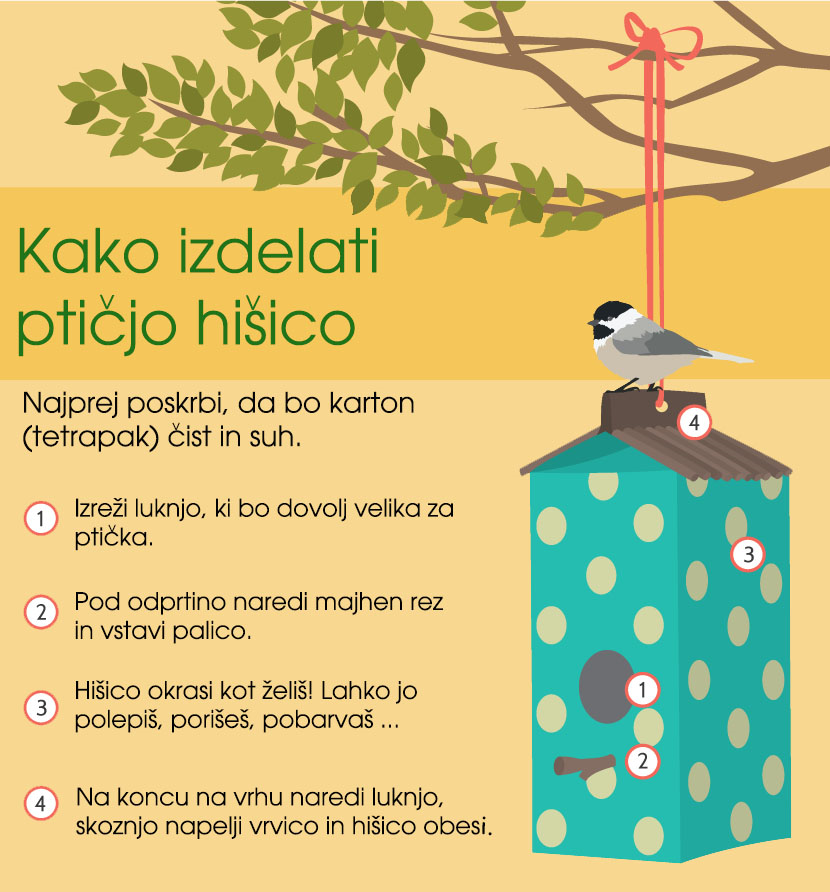 Kako izdelati
ptičjo hišico
Najprej poskrbi, da bo karton
(tetrapak) čist in suh.
1 Izreži luknjo, ki bo dovolj velika za
ptička.
2 Pod odprtino naredi majhen rez
in vstavi palico.
3 Hišico okrasi kot želiš! Lahko jo
polepiš, porišeš, pobarvaš ...
4 Na koncu na vrhu naredi luknjo,
skoznjo napelji vrvico in hišico obesi.
4
3
1
2